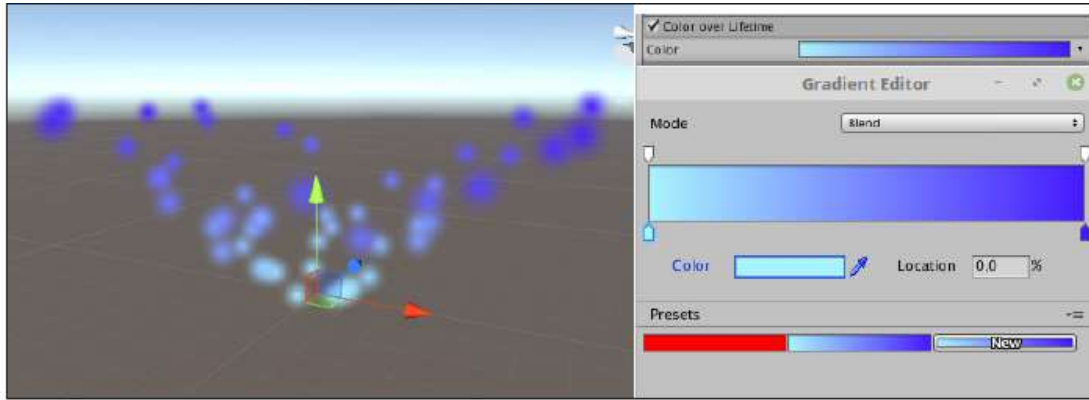 Color over Lifetime
Color
Gradient Editor
Mode
Blend
Color
Location 0.0 %
Presets
New